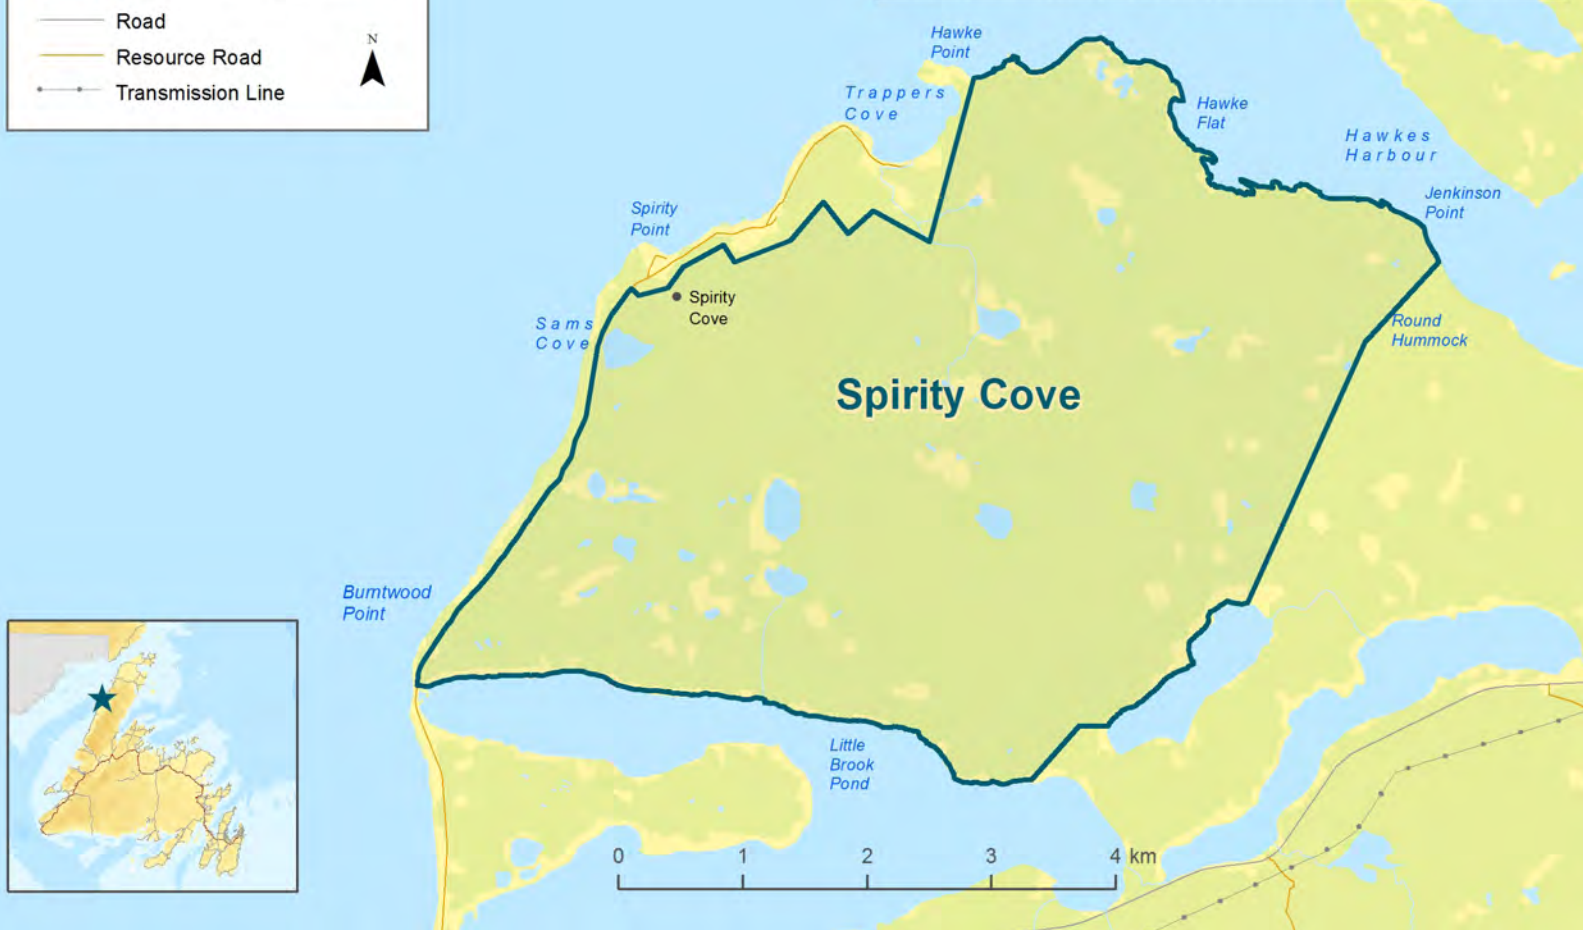 Road
Resource Road
Transmission Line
N
Hawke
Point
Trappers
Cove
Hawke
Flat
Hawkes
Harbour
Jenkinson
Point
Spirity
Point
Spirity
Cove
Sams
Cove
Round
Hummock
Spirity Cove
Burntwood
Point
Little
Brook
Pond
0 1 2 3 4 km